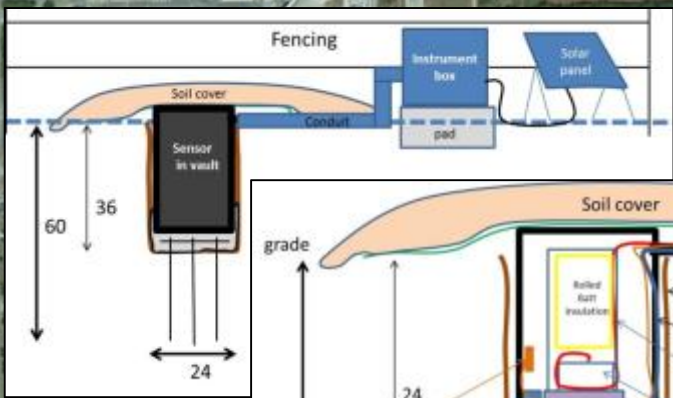 Fencing
Instrument
box
Solar
panel
Soil cover
Conduit
Sensor
in vault
pad
60
36
24
Soil cover
grade
Rolled
Batt
insulation
24